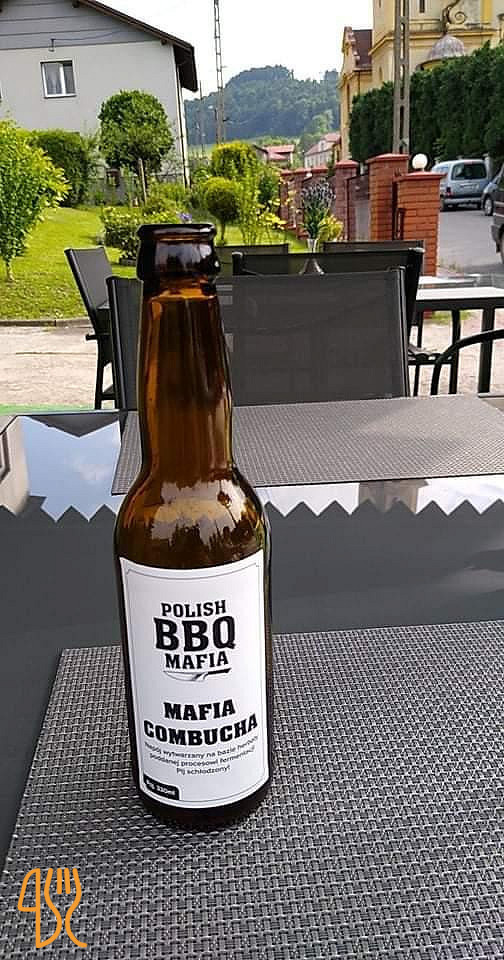 POLISH
BBQ
MAFIA
MAFIA
COMBUCHA
Napój wytwarzany na bazie herbaty
poddanej procesowi fermentacji
Pij schłodzony!
330ml